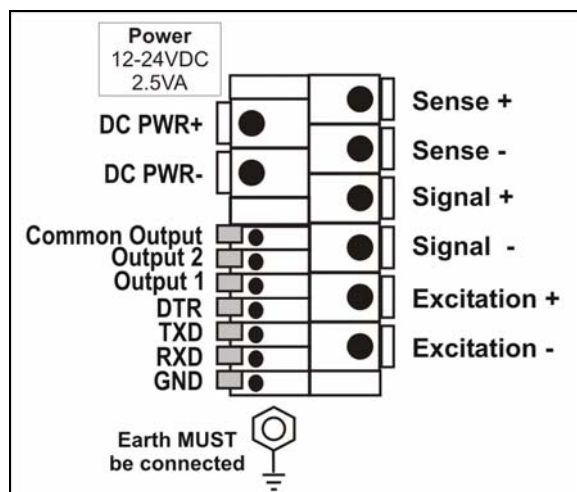 Power
12-24VDC
2.5VA
DC PWR+
DC PWR-
Common Output
Output 2
Output 1
DTR
TXD
RXD
GND
Sense +
Sense -
Signal +
Signal -
Excitation +
Excitation -
Earth MUST
be connected